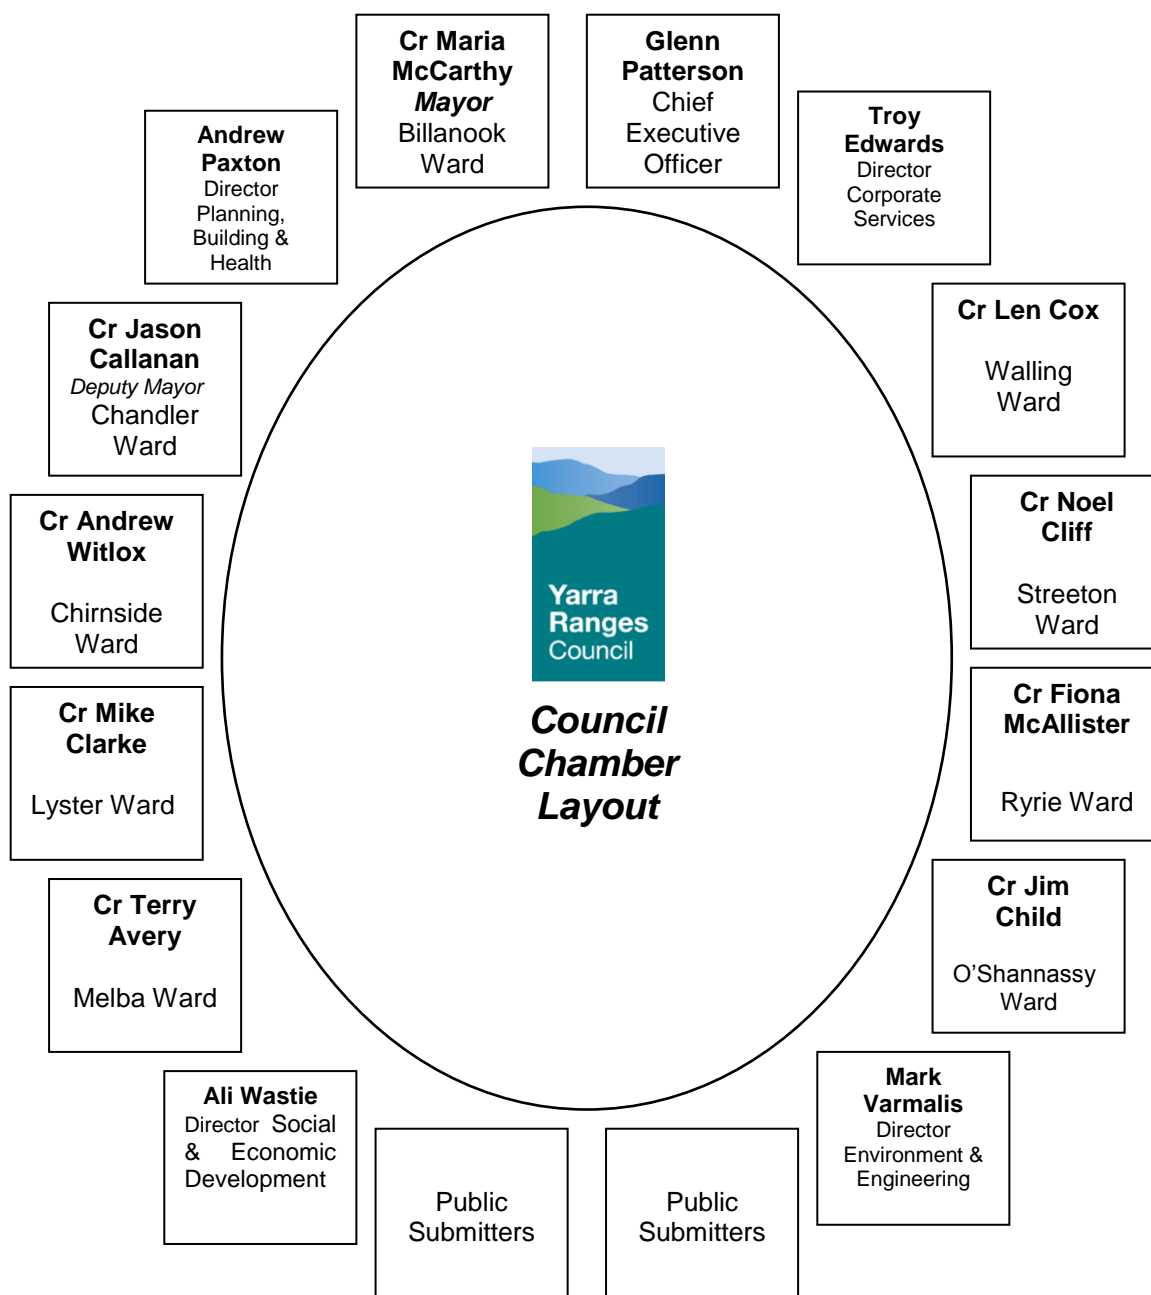 Cr Maria
McCarthy
Mayor
Billanook
Ward
Glenn
Patterson
Chief
Executive
Officer
Andrew
Paxton
Director
Planning,
Building &
Health
Troy
Edwards
Director
Corporate
Services
Cr Jason
Callanan
Deputy Mayor
Chandler
Ward
Cr Len Cox
Walling
Ward
Cr Andrew
Witlox
Chirnside
Ward
Cr Noel
Cliff
Streeton
Ward
Yarra
Ranges
Council
Council
Chamber
Layout
Cr Mike
Clarke
Lyster Ward
Cr Fiona
McAllister
Ryrie Ward
Cr Terry
Avery
Melba Ward
Cr Jim
Child
O'Shannassy
Ward
Ali Wastie
Director Social
& Economic
Development
Public
Submitters
Public
Submitters
Mark
Varmalis
Director
Environment &
Engineering